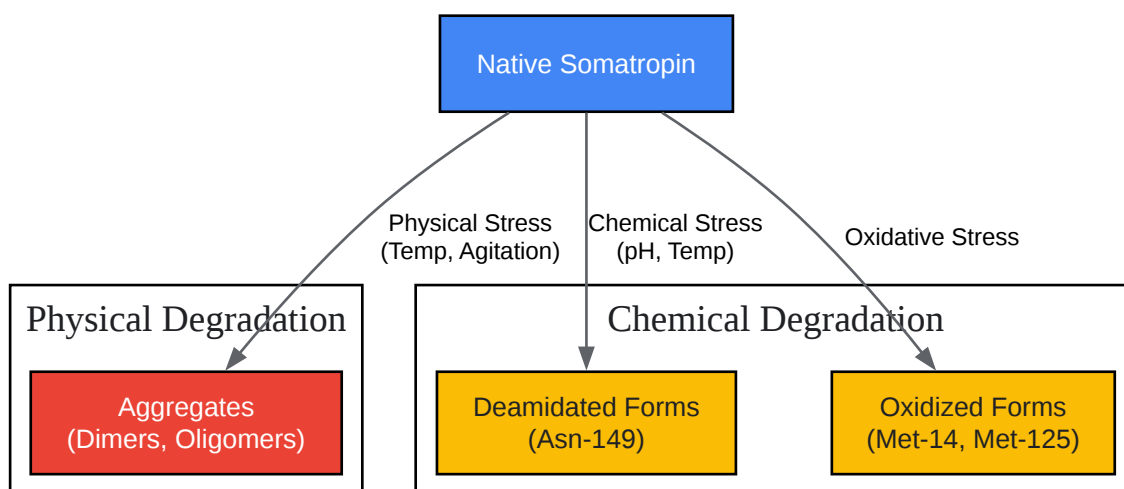 Native Somatropin
Physical Stress
(Temp, Agitation)
Chemical Stress
(pH, Temp)
Oxidative Stress
Physical Degradation
Chemical Degradation
Aggregates
(Dimers, Oligomers)
Deamidated Forms
(Asn-149)
Oxidized Forms
(Met-14, Met-125)